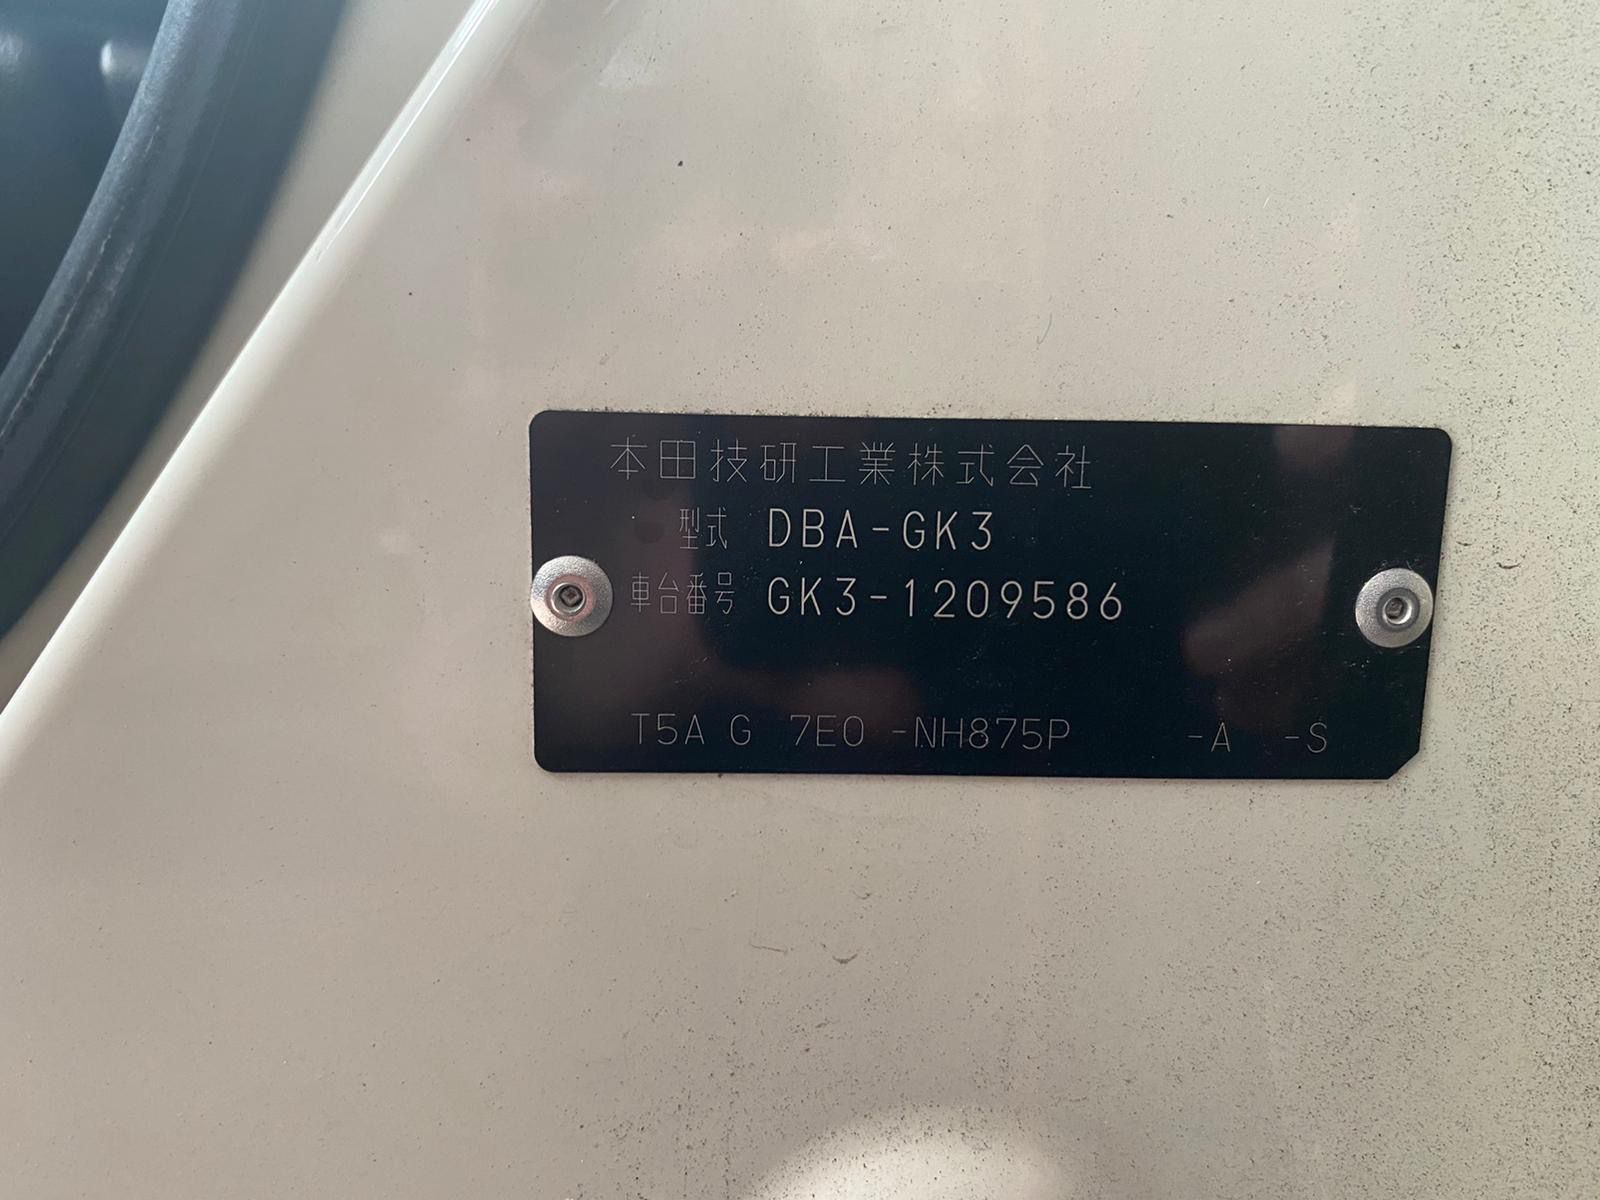 本田技研工業株式会社
型式 DBA-GK3
車台番号 GK3-1209586
T5A G 7E0 -NH875P -A -S